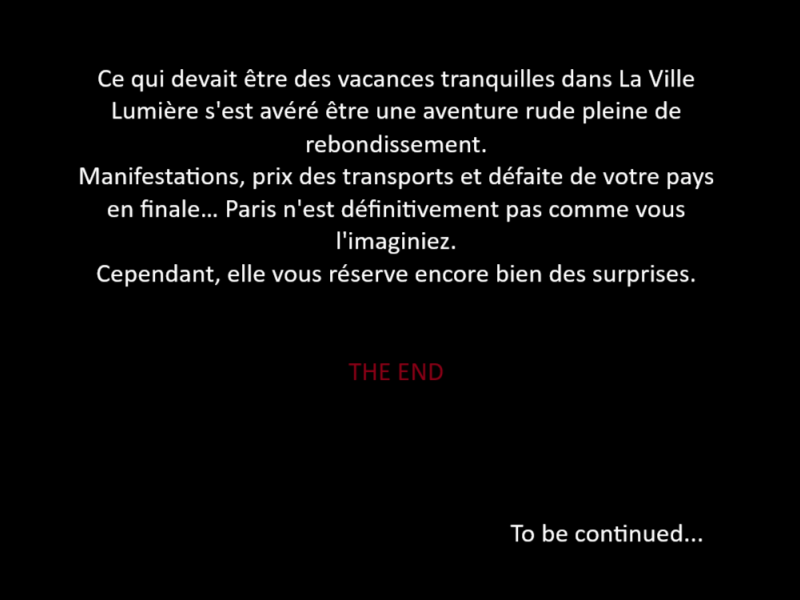 Ce qui devait être des vacances tranquilles dans La Ville
Lumière s'est avéré être une aventure rude pleine de
rebondissement.
Manifestations, prix des transports et défaite de votre pays
en finale... Paris n'est définitivement pas comme vous
l'imaginiez.
Cependant, elle vous réserve encore bien des surprises.
THE END
To be continued...